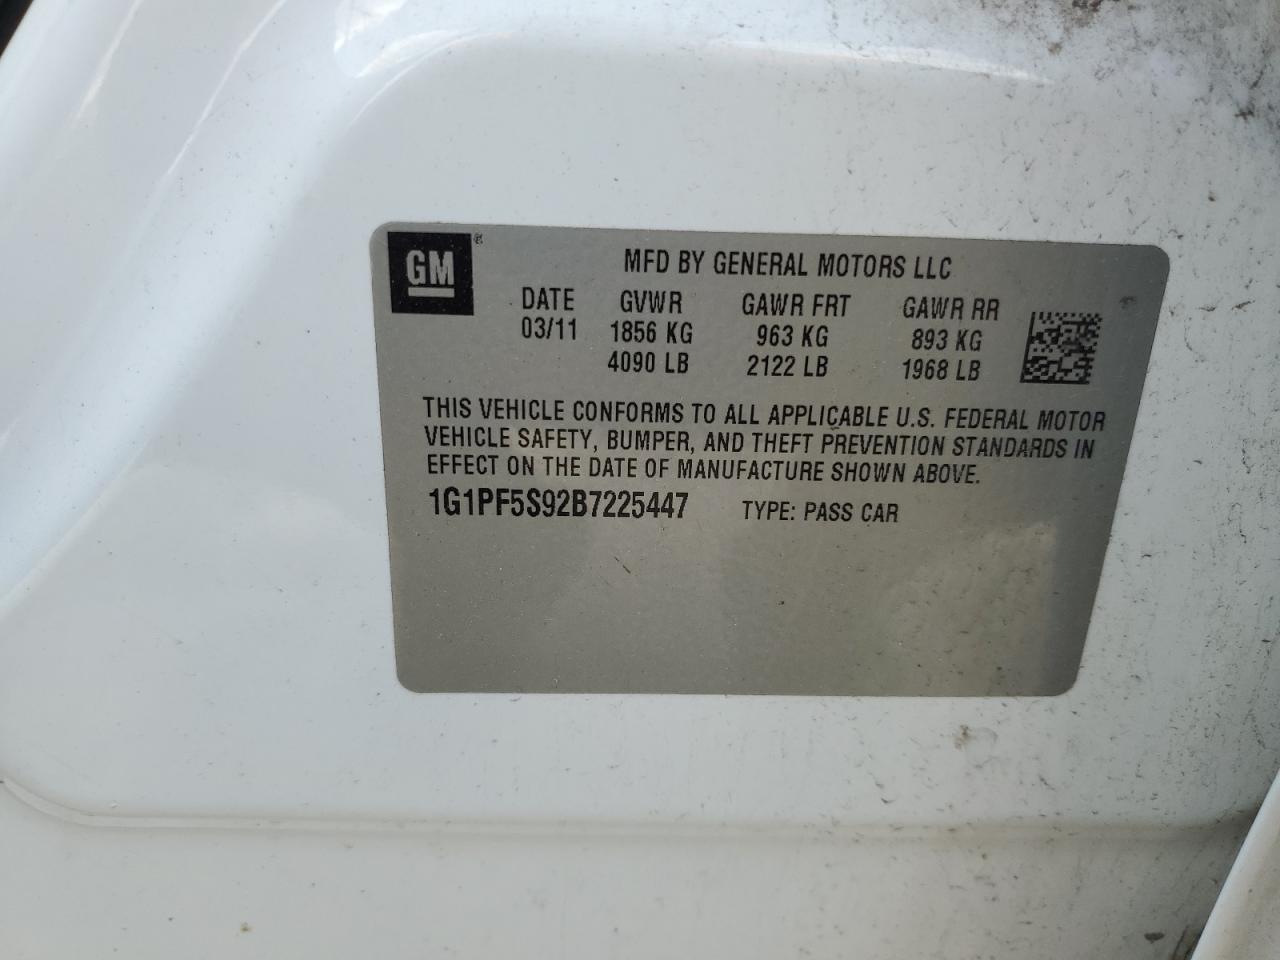 GM®
MFD BY GENERAL MOTORS LLC
DATE GVWR GAWR FRT GAWR RR
03/11 1856 KG 963 KG 893 KG
4090 LB 2122 LB 1968 LB
THIS VEHICLE CONFORMS TO ALL APPLICABLE U.S. FEDERAL MOTOR
VEHICLE SAFETY, BUMPER, AND THEFT PREVENTION STANDARDS IN
EFFECT ON THE DATE OF MANUFACTURE SHOWN ABOVE.
1G1PF5S92B7225447 TYPE: PASS CAR